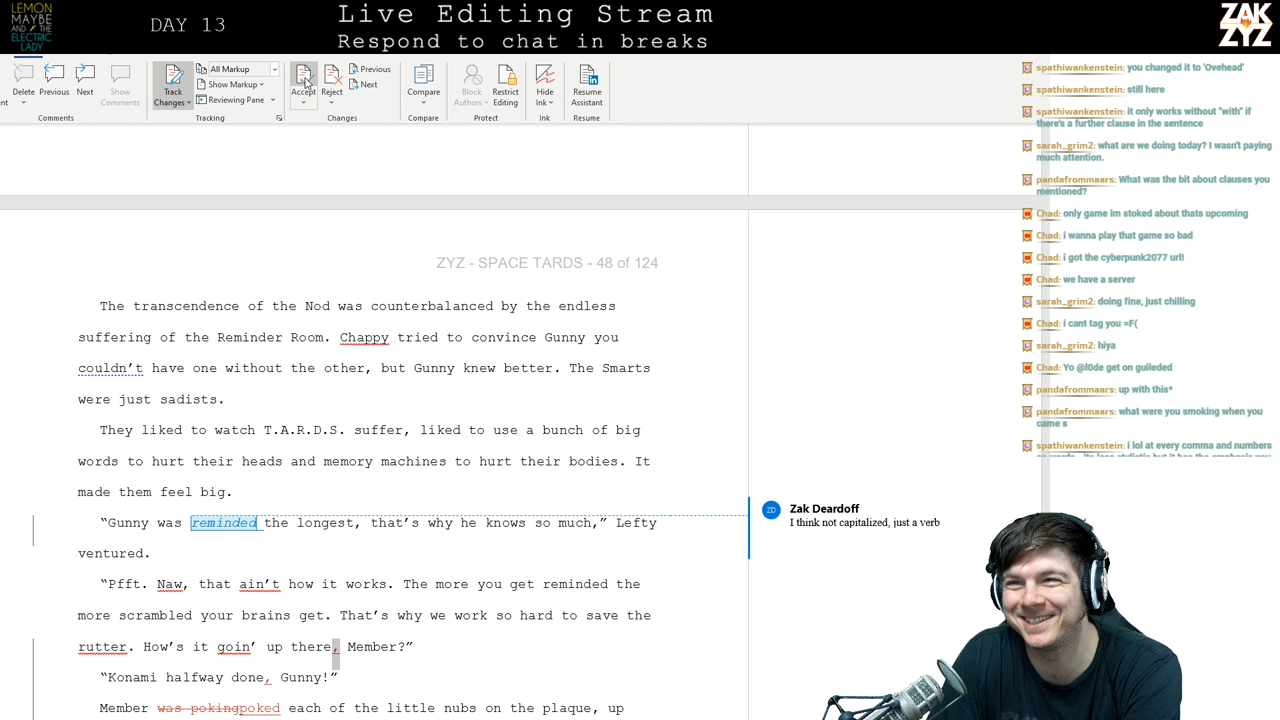 LEMON
MAYBE
AND THE
ELECTRIC
LADY
DAY 13
Live Editing Stream
Respond to chat in breaks
ZAK
ZYZ
Delete
Previous
Next
Show
Comments
Comments
Track
Changes
All Markup
Show Markup
Reviewing Pane
Tracking
Accept
Reject
Previous
Next
Changes
Compare
Compare
Block
Authors
Restrict
Editing
Protect
Hide
Ink
Ink
Resume
Assistant
Resume
ZYZ - SPACE TARDS - 48 of 124
The transcendence of the Nod was counterbalanced by the endless
suffering of the Reminder Room. Chappy tried to convince Gunny you
couldn’t have one without the other, but Gunny knew better. The Smarts
were just sadists.
They liked to watch T.A.R.D.S. suffer, liked to use a bunch of big
words to hurt their heads and memory machines to hurt their bodies. It
made them feel big.
“Gunny was reminded the longest, that’s why he knows so much,” Lefty
ventured.
“Pfft. Naw, that ain’t how it works. The more you get reminded the
more scrambled your brains get. That’s why we work so hard to save the
rutter. How’s it goin’ up there, Member?”
“Konami halfway done, Gunny!”
Member was pokingpoked each of the little nubs on the plaque, up
ZD
Zak Deardoff
I think not capitalized, just a verb
spathiwankenstein: you changed it to 'Ovehead'
spathiwankenstein: still here
spathiwankenstein: it only works without "with" if
there's a further clause in the sentence
sarah_grim2: what are we doing today? I wasn't paying
much attention.
pandafrommaars: What was the bit about clauses you
mentioned?
Chad: only game im stoked about thats upcoming
Chad: i wanna play that game so bad
Chad: i got the cyberpunk2077 url!
Chad: we have a server
sarah_grim2: doing fine, just chilling
Chad: i cant tag you =F(
sarah_grim2: hiya
Chad: Yo @l0de get on guileded
pandafrommaars: up with this*
pandafrommaars: what were you smoking when you
came s
spathiwankenstein: i lol at every comma and numbers